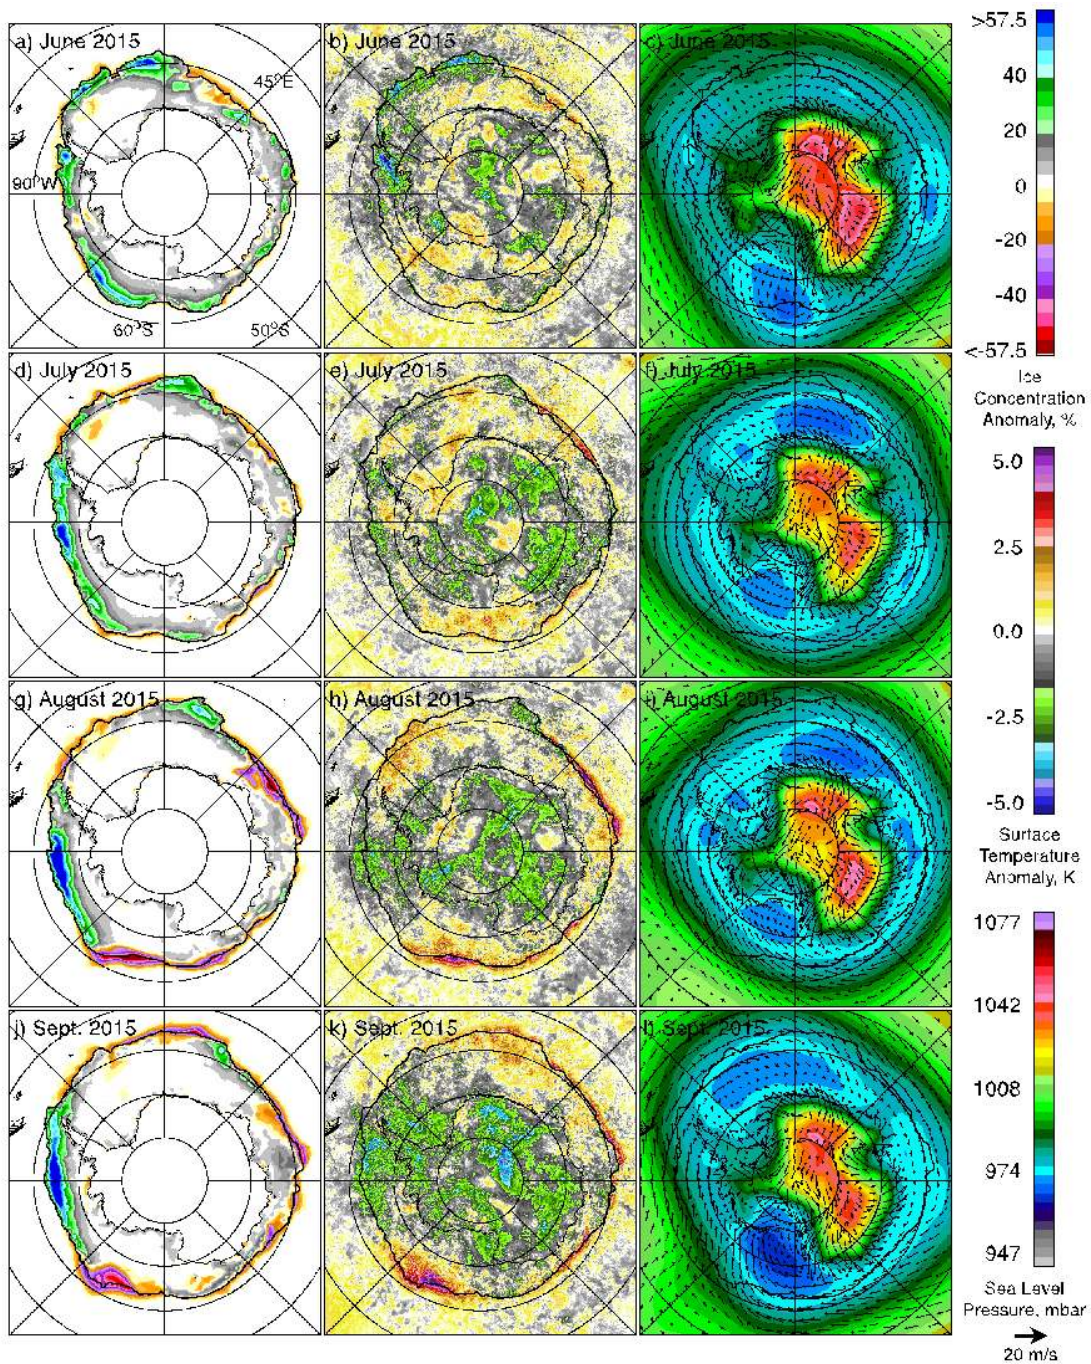 a) June 2015
b) June 2015
c) June 2015
45°E
90°W
60°S
50°S
d) July 2015
e) July 2015
f) July 2015
g) August 2015
h) August 2015
i) August 2015
j) Sept. 2015
k) Sept. 2015
l) Sept. 2015
>57.5
40
20
0
-20
-40
<-57.5
Ice
Concentration
Anomaly, %
5.0
2.5
0.0
-2.5
-5.0
Surface
Temperature
Anomaly, K
1077
1042
1008
974
947
Sea Level
Pressure, mbar
20 m/s